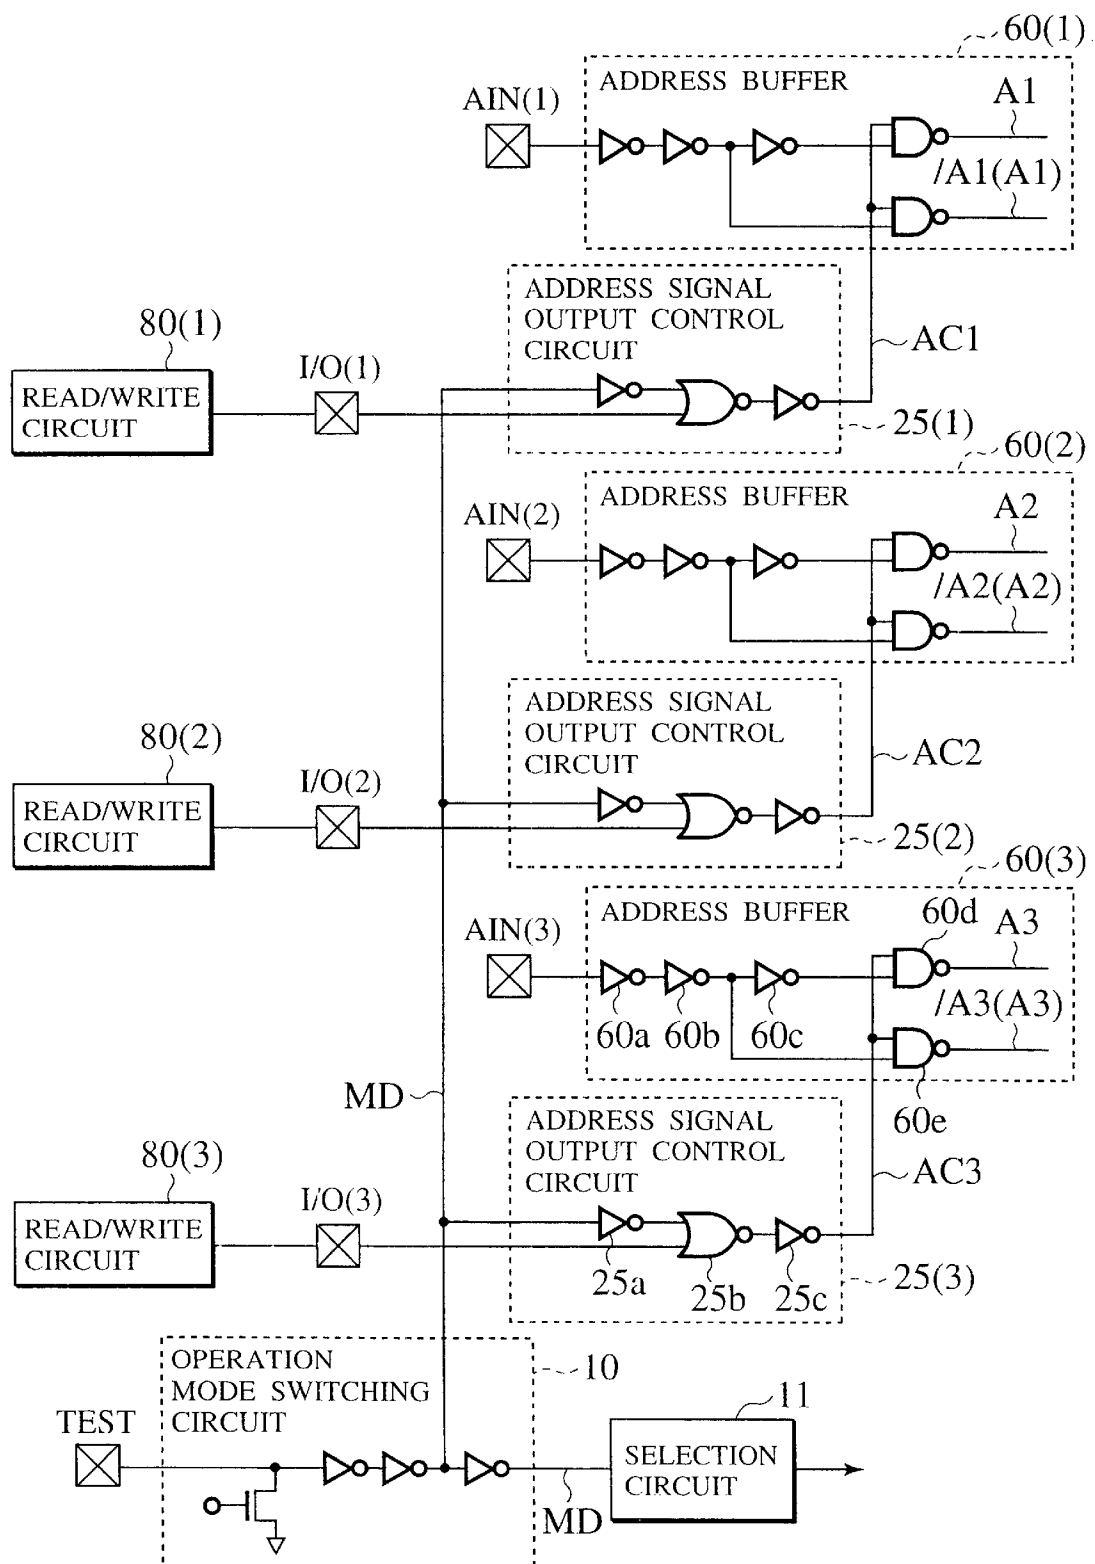 60(1)
ADDRESS BUFFER
AIN(1)
A1
/A1(A1)
ADDRESS SIGNAL
OUTPUT CONTROL
CIRCUIT
80(1)
AC1
I/O(1)
READ/WRITE
CIRCUIT
25(1)
60(2)
ADDRESS BUFFER
AIN(2)
A2
/A2(A2)
ADDRESS SIGNAL
OUTPUT CONTROL
CIRCUIT
80(2)
AC2
I/O(2)
READ/WRITE
CIRCUIT
25(2)
60(3)
ADDRESS BUFFER
60d
AIN(3)
A3
/A3(A3)
60a
60b
60c
60e
MD
ADDRESS SIGNAL
OUTPUT CONTROL
CIRCUIT
80(3)
AC3
I/O(3)
READ/WRITE
CIRCUIT
25a
25b
25c
25(3)
OPERATION
MODE SWITCHING
CIRCUIT
10
TEST
11
SELECTION
CIRCUIT
MD